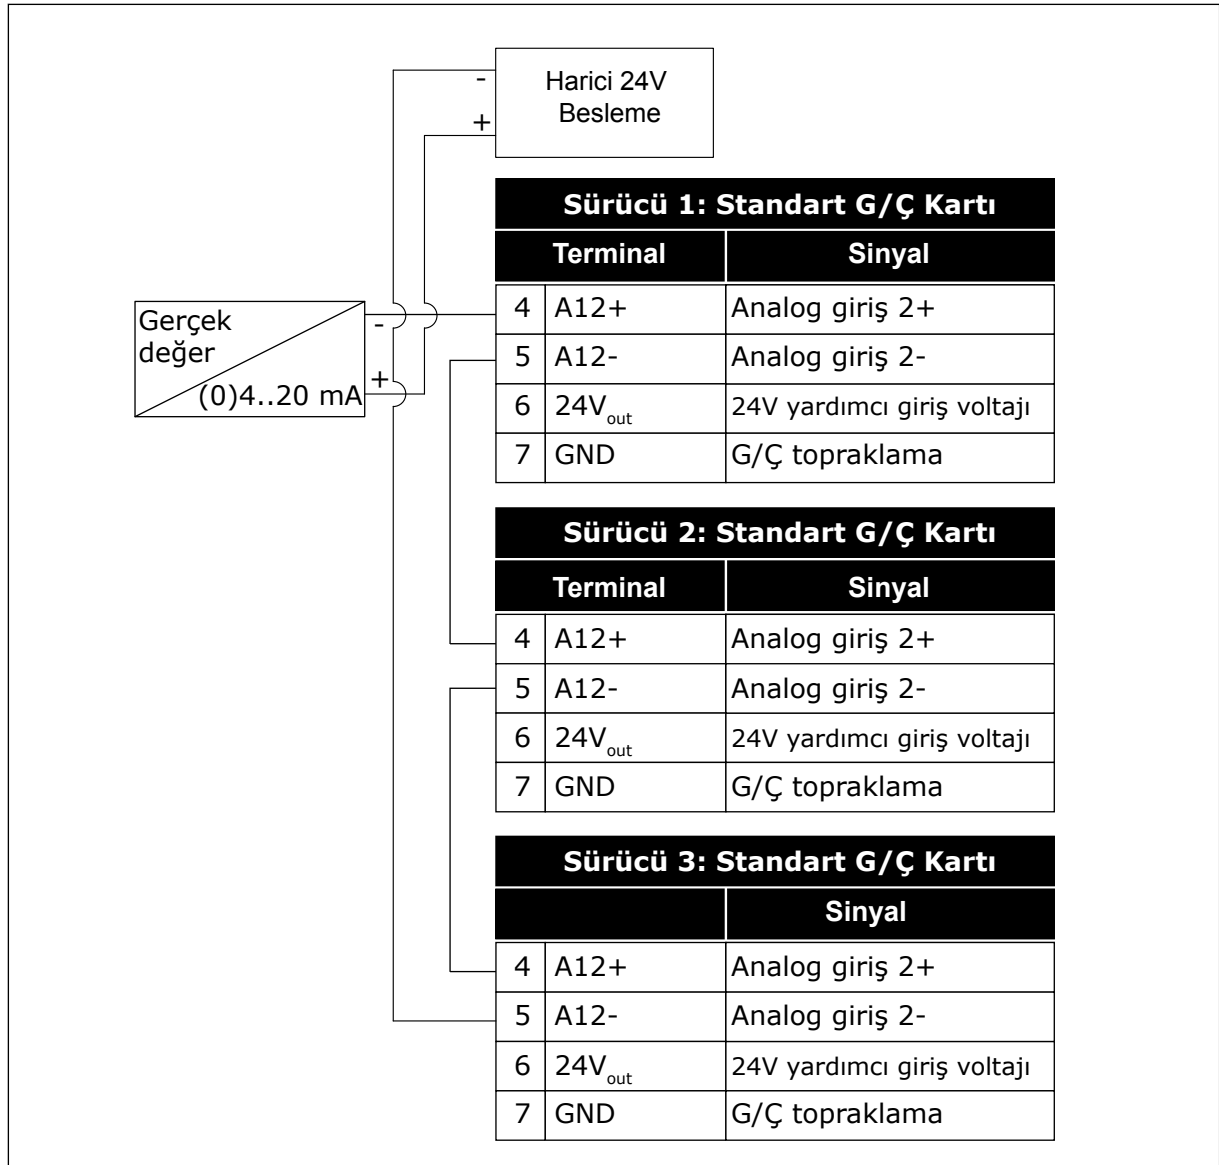 -
Harici 24V
Besleme
+
Sürücü 1: Standart G/Ç Kartı
Terminal Sinyal
Gerçek
değer
-
+
(0)4..20 mA
4 A12+ Analog giriş 2+
5 A12- Analog giriş 2-
6 24Vout 24V yardımcı giriş voltajı
7 GND G/Ç topraklama
Sürücü 2: Standart G/Ç Kartı
Terminal Sinyal
4 A12+ Analog giriş 2+
5 A12- Analog giriş 2-
6 24Vout 24V yardımcı giriş voltajı
7 GND G/Ç topraklama
Sürücü 3: Standart G/Ç Kartı
Sinyal
4 A12+ Analog giriş 2+
5 A12- Analog giriş 2-
6 24Vout 24V yardımcı giriş voltajı
7 GND G/Ç topraklama